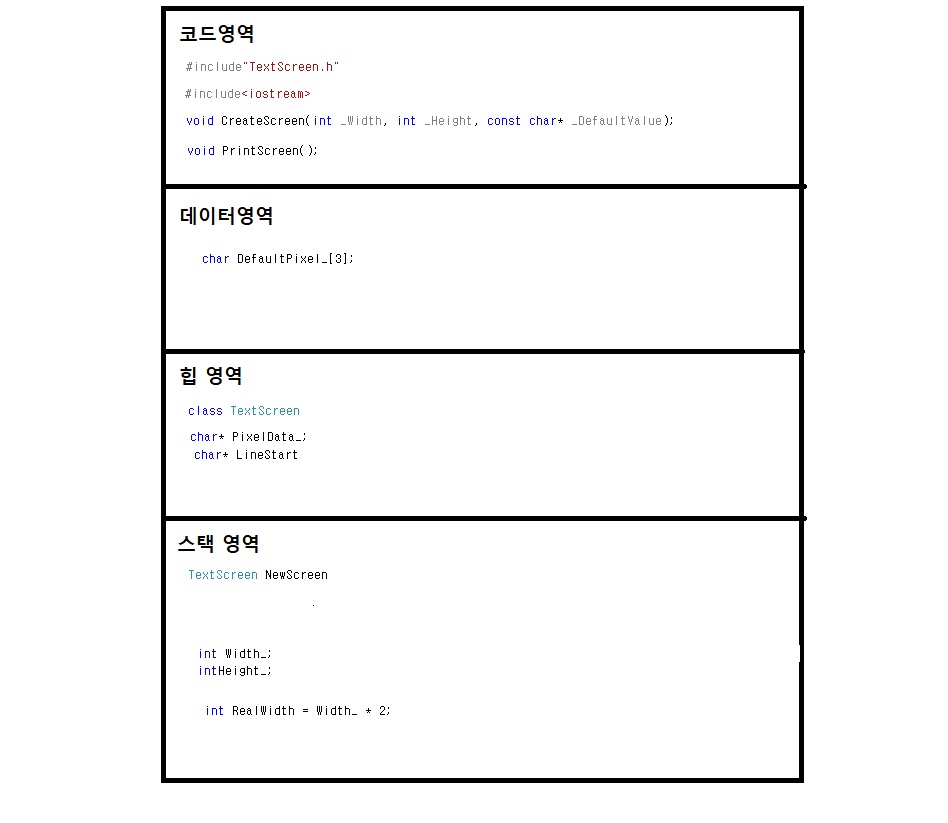 코드영역
#include"TextScreen.h"
#include<iostream>
void CreateScreen(int _Width, int _Height, const char* _DefaultValue);
void PrintScreen();
데이터영역
char DefaultPixel_[3];
힙 영역
class TextScreen
char* PixelData_;
char* LineStart
스택 영역
TextScreen NewScreen
int Width_;
intHeight_;
int RealWidth = Width_ * 2;